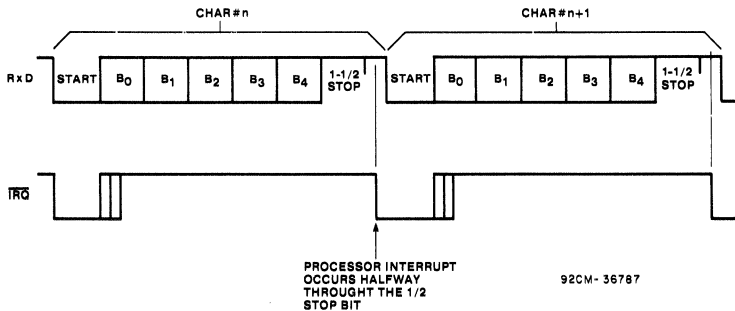 CHAR#n
CHAR#n+1
RxD
START B0 B1 B2 B3 B4 1-1/2 STOP
START B0 B1 B2 B3 B4 1-1/2 STOP
IRQ
PROCESSOR INTERRUPT
OCCURS HALFWAY
THROUGHT THE 1/2
STOP BIT
92CM-36787